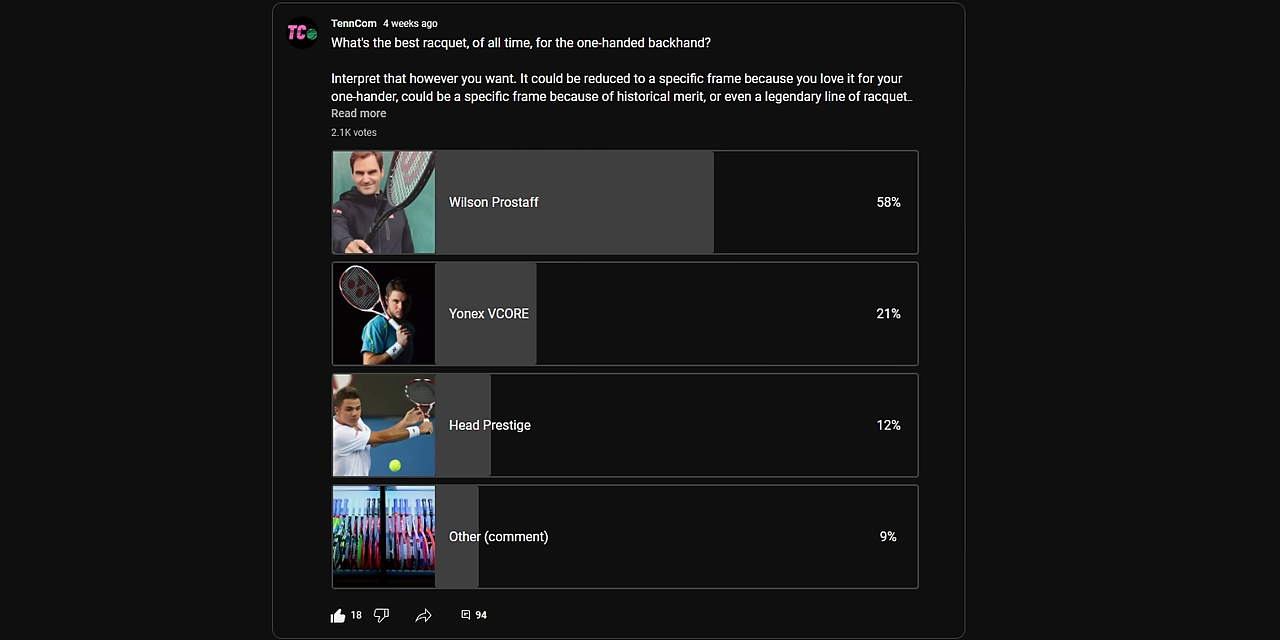 TC
TennCom 4 weeks ago
What's the best racquet, of all time, for the one-handed backhand?
Interpret that however you want. It could be reduced to a specific frame because you love it for your
one-hander, could be a specific frame because of historical merit, or even a legendary line of racquet...
Read more
2.1K votes
Wilson Prostaff 58%
Yonex VCORE 21%
Head Prestige 12%
Other (comment) 9%
18 94